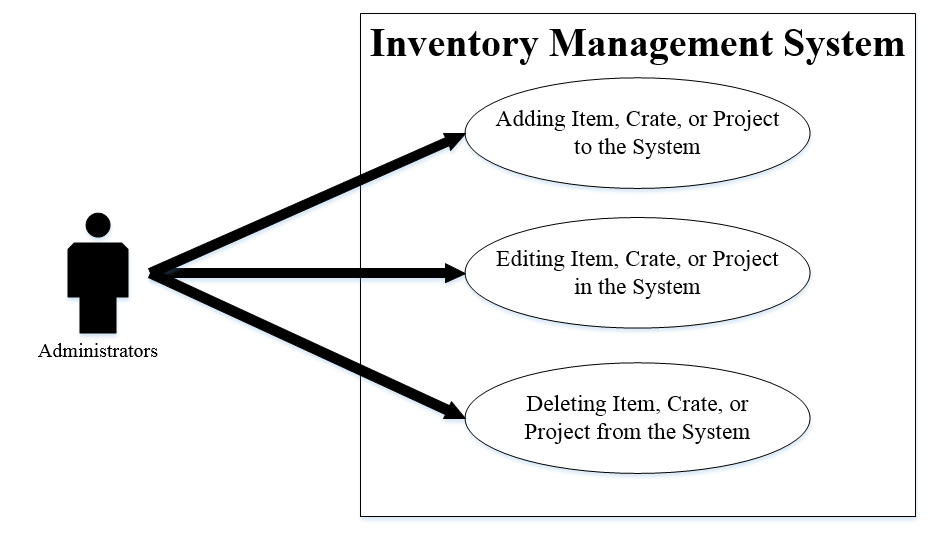 Inventory Management System
Adding Item, Crate, or Project
to the System
Editing Item, Crate, or Project
in the System
Administrators
Deleting Item, Crate, or
Project from the System